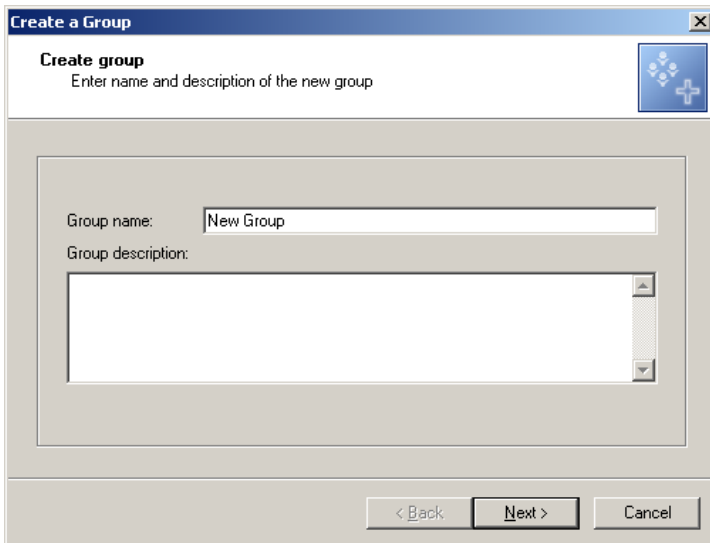 Create a Group
Create group
Enter name and description of the new group
Group name: New Group
Group description:
< Back Next > Cancel